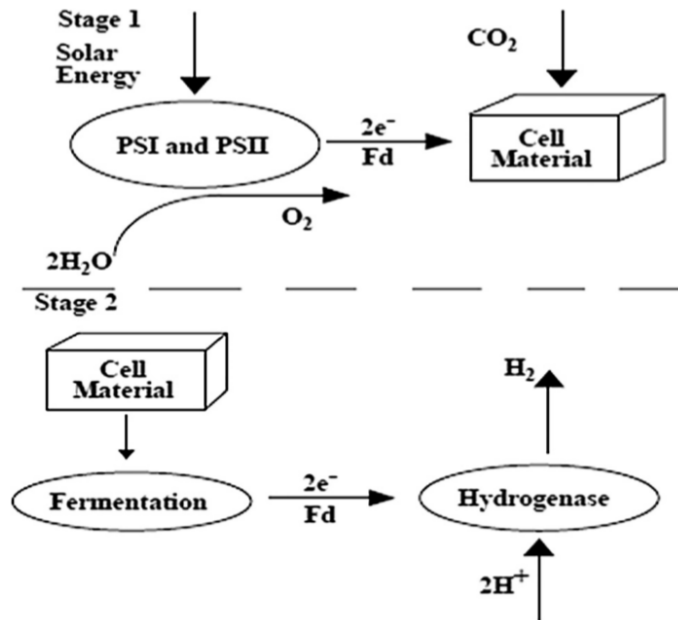 Stage 1
Solar
Energy
CO₂
PSI and PSII
2e⁻
Fd
Cell
Material
O₂
2H₂O
Stage 2
Cell
Material
H₂
Fermentation
2e⁻
Fd
Hydrogenase
2H⁺